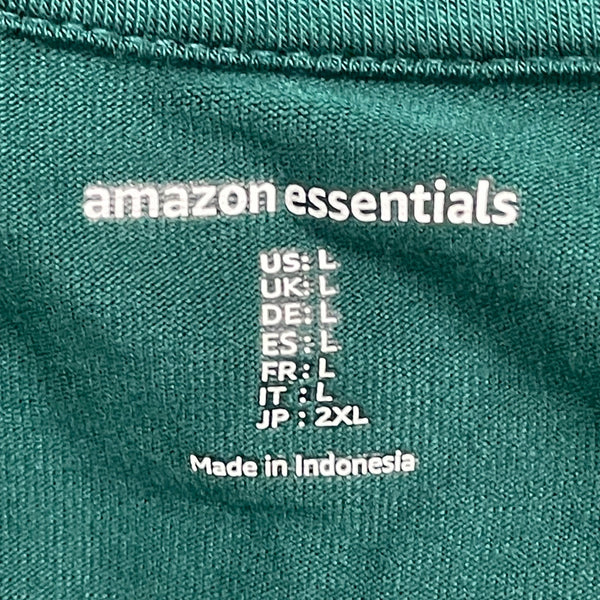 amazon essentials
US: L
UK: L
DE: L
ES: L
FR: L
IT : L
JP : 2XL
Made in Indonesia